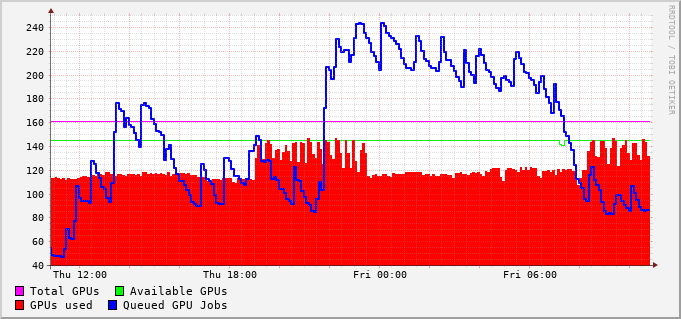 RRDTOOL / TOBI OETIKER
240
220
200
180
160
140
120
100
80
60
40
Thu 12:00 Thu 18:00 Fri 00:00 Fri 06:00
Total GPUs Available GPUs
GPUs used Queued GPU Jobs